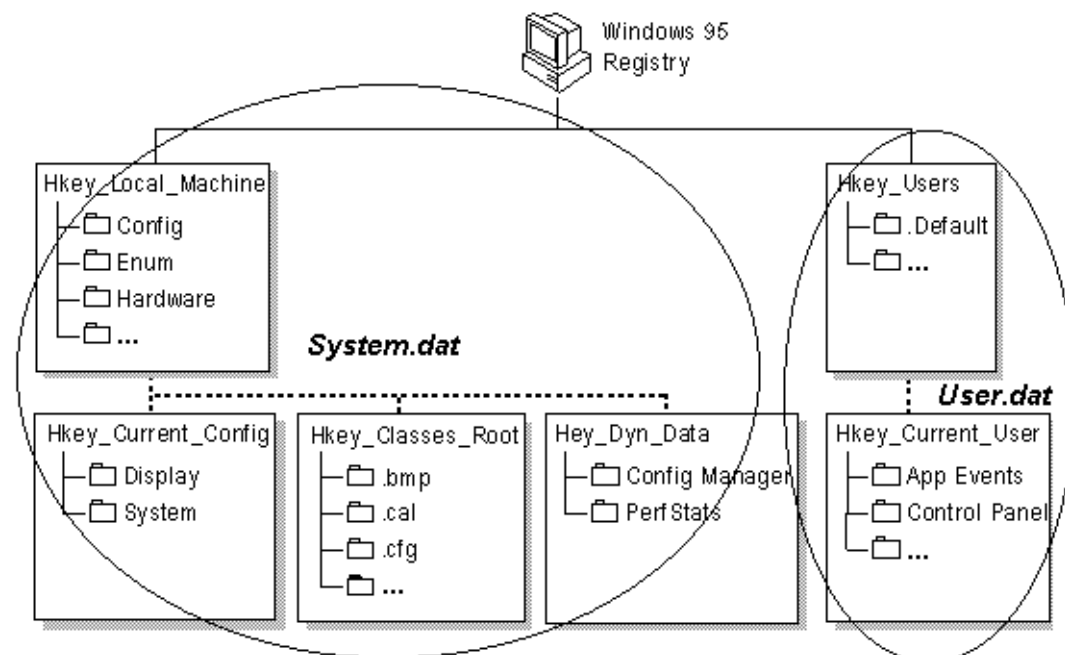 Windows 95
Registry
Hkey_Local_Machine
Config
Enum
Hardware
...
Hkey_Users
.Default
...
System.dat
User.dat
Hkey_Current_Config
Display
System
Hkey_Classes_Root
.bmp
.cal
.cfg
...
Hey_Dyn_Data
Config Manager
PerfStats
Hkey_Current_User
App Events
Control Panel
...